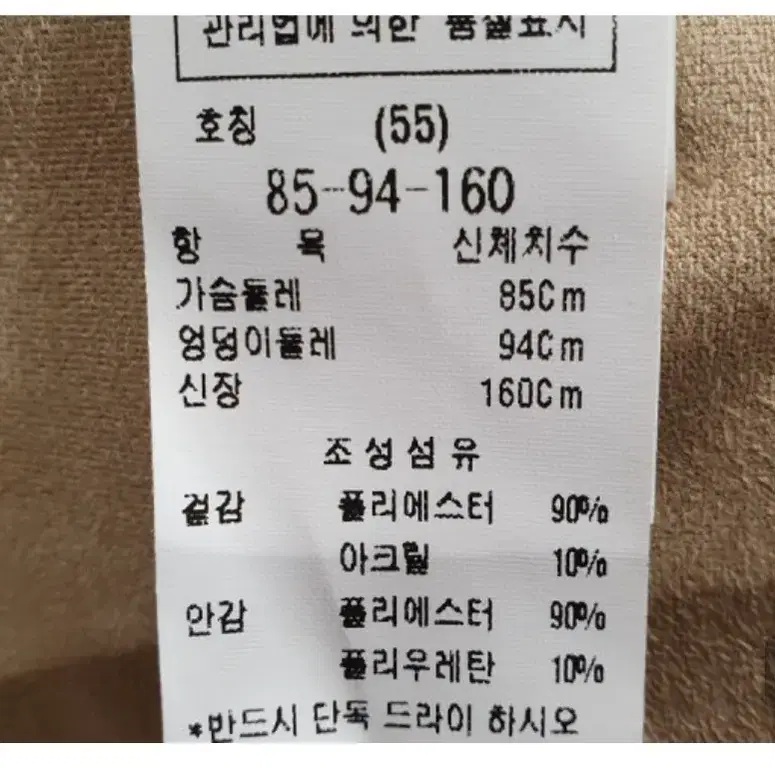 관리법에 의한 품질표시
호칭 (55)
85-94-160
항 목 신체치수
가슴둘레 85Cm
엉덩이둘레 94Cm
신장 160Cm
조성섬유
겉감 폴리에스터 90%
아크릴 10%
안감 폴리에스터 90%
폴리우레탄 10%
*반드시 단독 드라이 하시오